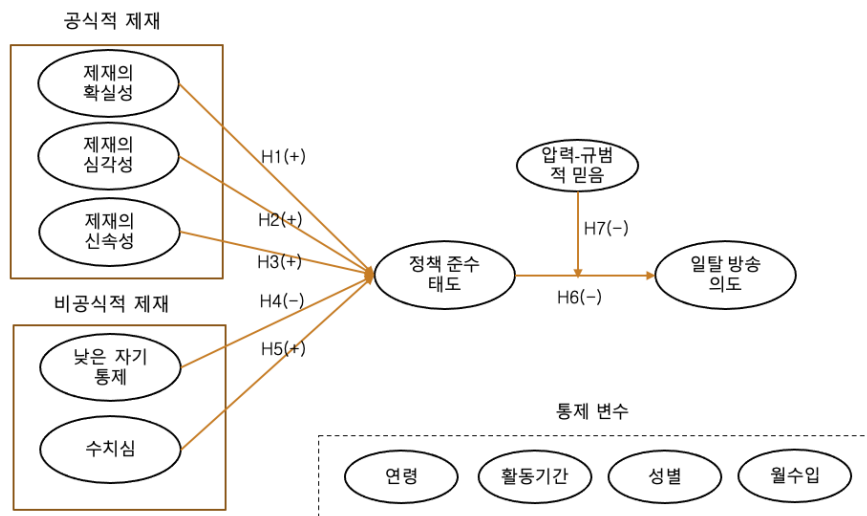 공식적 제재
제재의
확실성
제재의
심각성
제재의
신속성
H1(+)
H2(+)
H3(+)
비공식적 제재
H4(-)
H5(+)
낮은 자기
통제
수치심
정책 준수
태도
압력-규범
적 믿음
H7(-)
H6(-)
일탈 방송
의도
통제 변수
연령
활동기간
성별
월수입